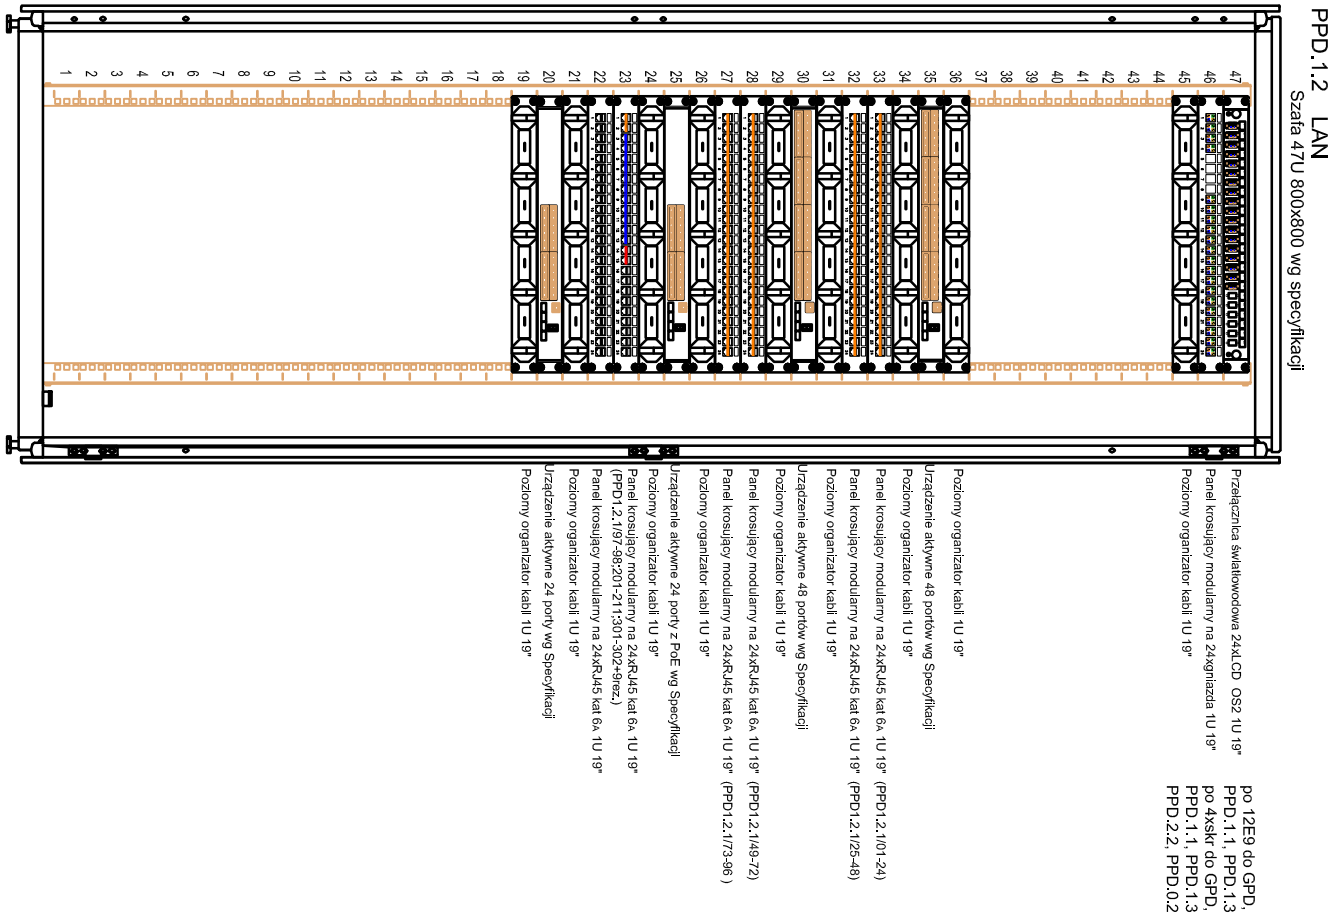 PPD.1.2 LAN
Szafa 47U 800x800 wg specyfikacji
47
46
45
44
43
42
41
40
39
38
37
36
35
34
33
32
31
30
29
28
27
26
25
24
23
22
21
20
19
18
17
16
15
14
13
12
11
10
9
8
7
6
5
4
3
2
1
Przełącznica światłowodowa 24xLCD OS2 1U 19"
Panel krosujący modularny na 24xgniazda 1U 19"
Poziomy organizator kabli 1U 19"
po 12E9 do GPD,
PPD.1.1, PPD.1.3
po 4xskr do GPD,
PPD.1.1, PPD.1.3
PPD.2.2, PPD.0.2
Poziomy organizator kabli 1U 19"
Urządzenie aktywne 48 portów wg Specyfikacji
Poziomy organizator kabli 1U 19"
Panel krosujący modularny na 24xRJ45 kat 6A 1U 19" (PPD1.2.1/01-24)
Panel krosujący modularny na 24xRJ45 kat 6A 1U 19" (PPD1.2.1/25-48)
Poziomy organizator kabli 1U 19"
Urządzenie aktywne 48 portów wg Specyfikacji
Poziomy organizator kabli 1U 19"
Panel krosujący modularny na 24xRJ45 kat 6A 1U 19" (PPD1.2.1/49-72)
Panel krosujący modularny na 24xRJ45 kat 6A 1U 19" (PPD1.2.1/73-96 )
Poziomy organizator kabli 1U 19"
Urządzenie aktywne 24 porty z PoE wg Specyfikacji
Poziomy organizator kabli 1U 19"
Panel krosujący modularny na 24xRJ45 kat 6A 1U 19"
(PPD1.2.1/97-98;201-211;301-302+9rez.)
Panel krosujący modularny na 24xRJ45 kat 6A 1U 19"
Poziomy organizator kabli 1U 19"
Urządzenie aktywne 24 porty wg Specyfikacji
Poziomy organizator kabli 1U 19"